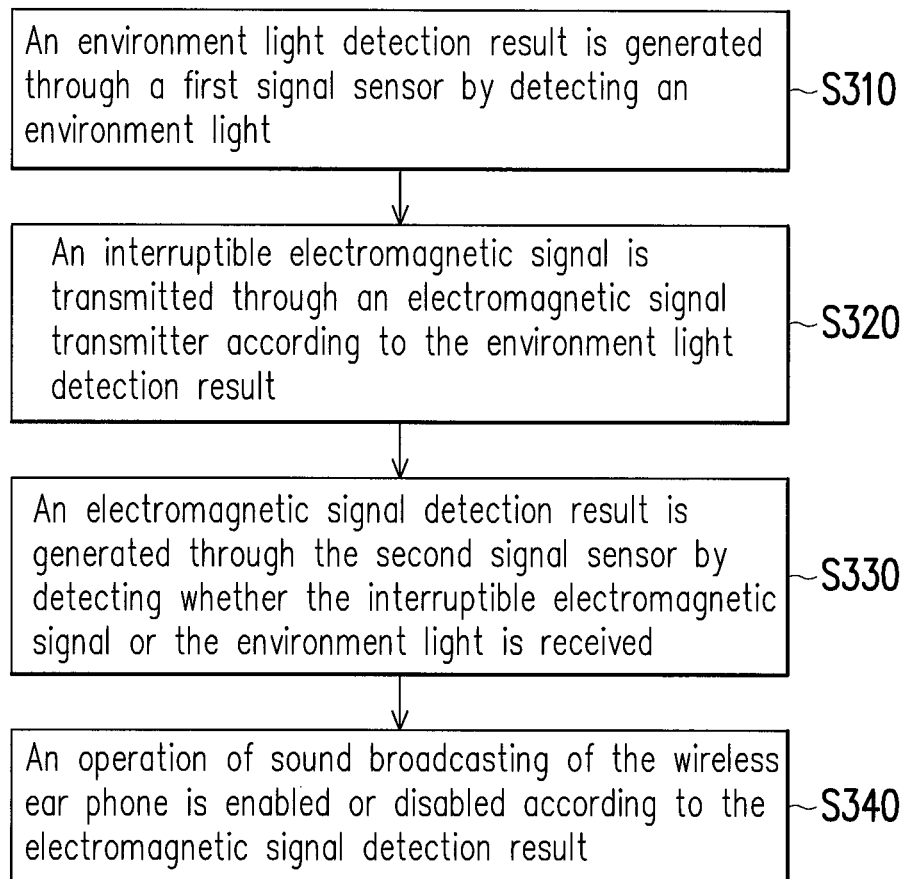 An environment light detection result is generated
through a first signal sensor by detecting an
environment light
S310
An interruptible electromagnetic signal is
transmitted through an electromagnetic signal
transmitter according to the environment light
detection result
S320
An electromagnetic signal detection result is
generated through the second signal sensor by
detecting whether the interruptible electromagnetic
signal or the environment light is received
S330
An operation of sound broadcasting of the wireless
ear phone is enabled or disabled according to the
electromagnetic signal detection result
S340